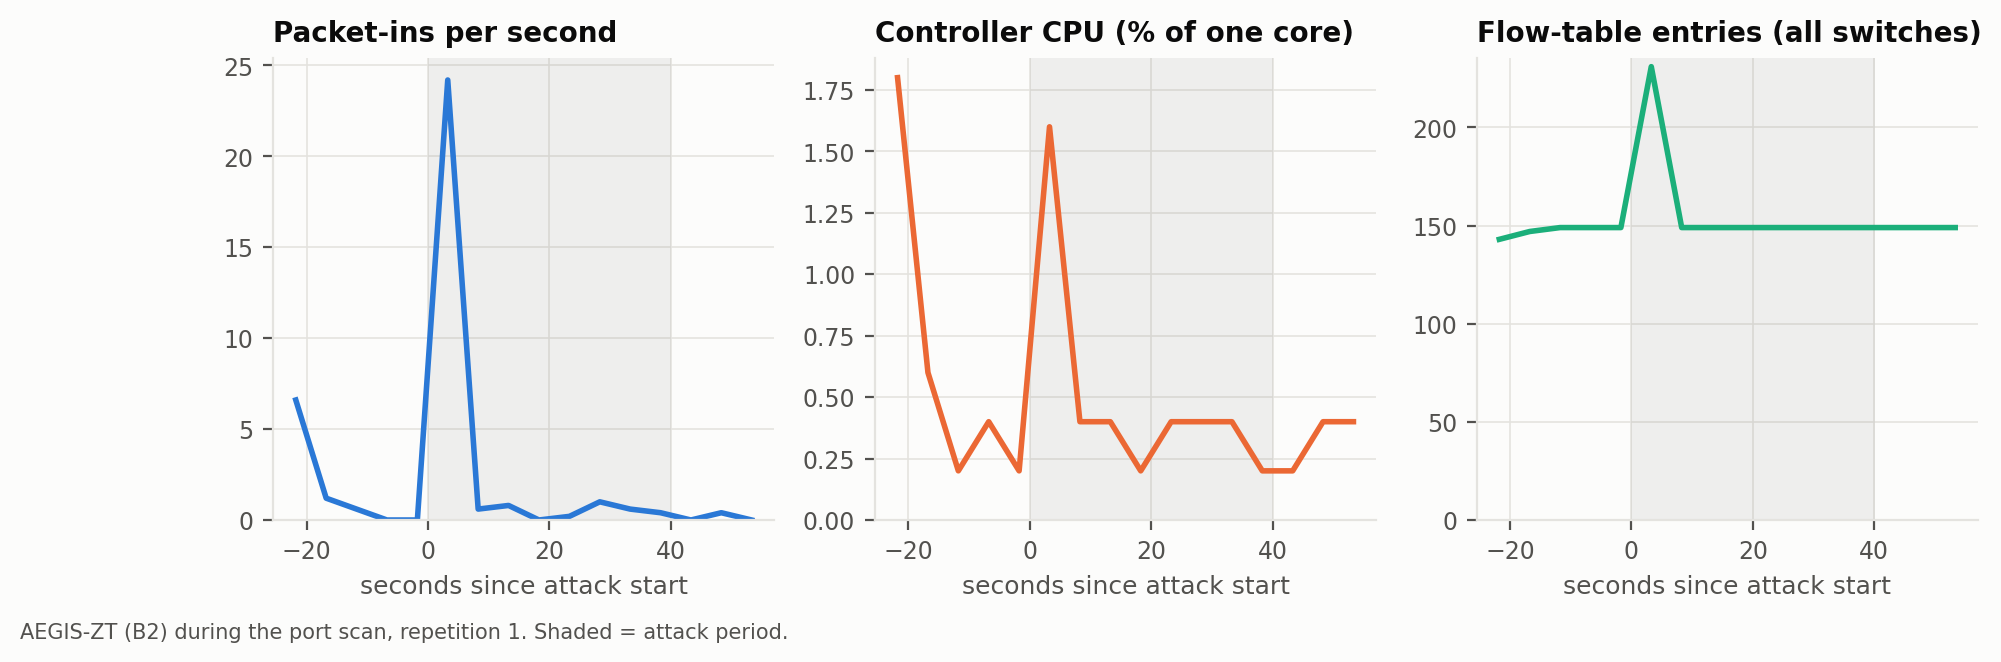 Packet-ins per second
25
20
15
10
5
0
−20 0 20 40
seconds since attack start
Controller CPU (% of one core)
1.75
1.50
1.25
1.00
0.75
0.50
0.25
0.00
−20 0 20 40
seconds since attack start
Flow-table entries (all switches)
200
150
100
50
0
−20 0 20 40
seconds since attack start
AEGIS-ZT (B2) during the port scan, repetition 1. Shaded = attack period.